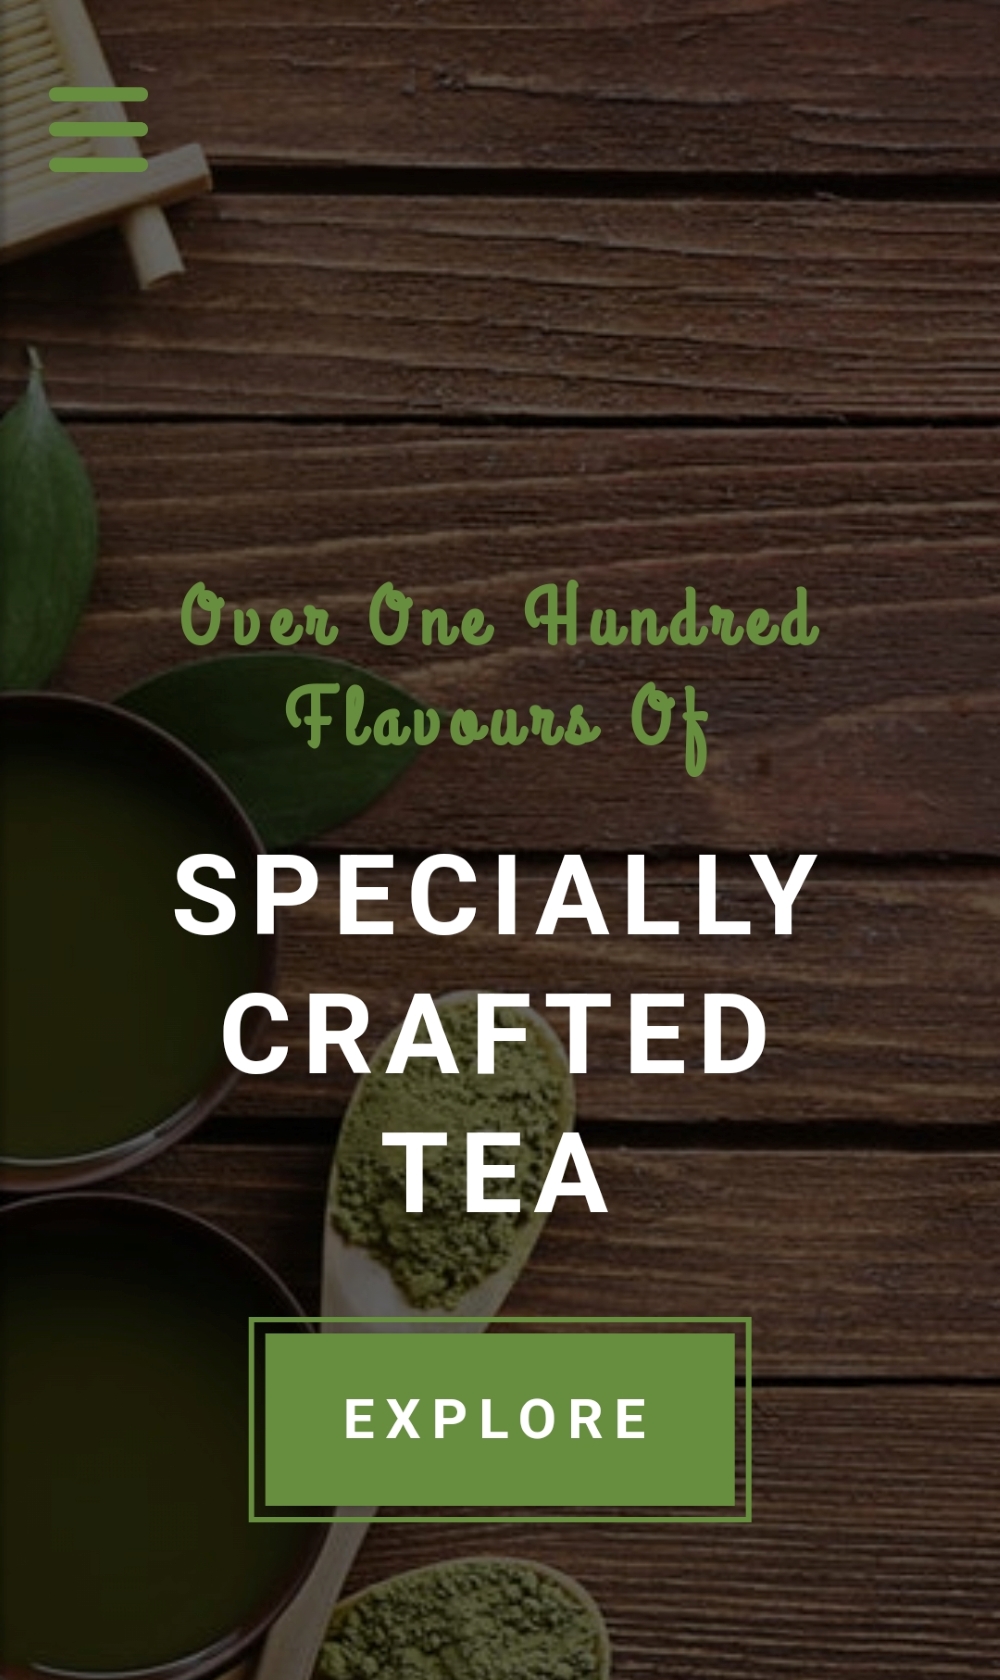 Over One Hundred
Flavours Of
SPECIALLY
CRAFTED
TEA
EXPLORE